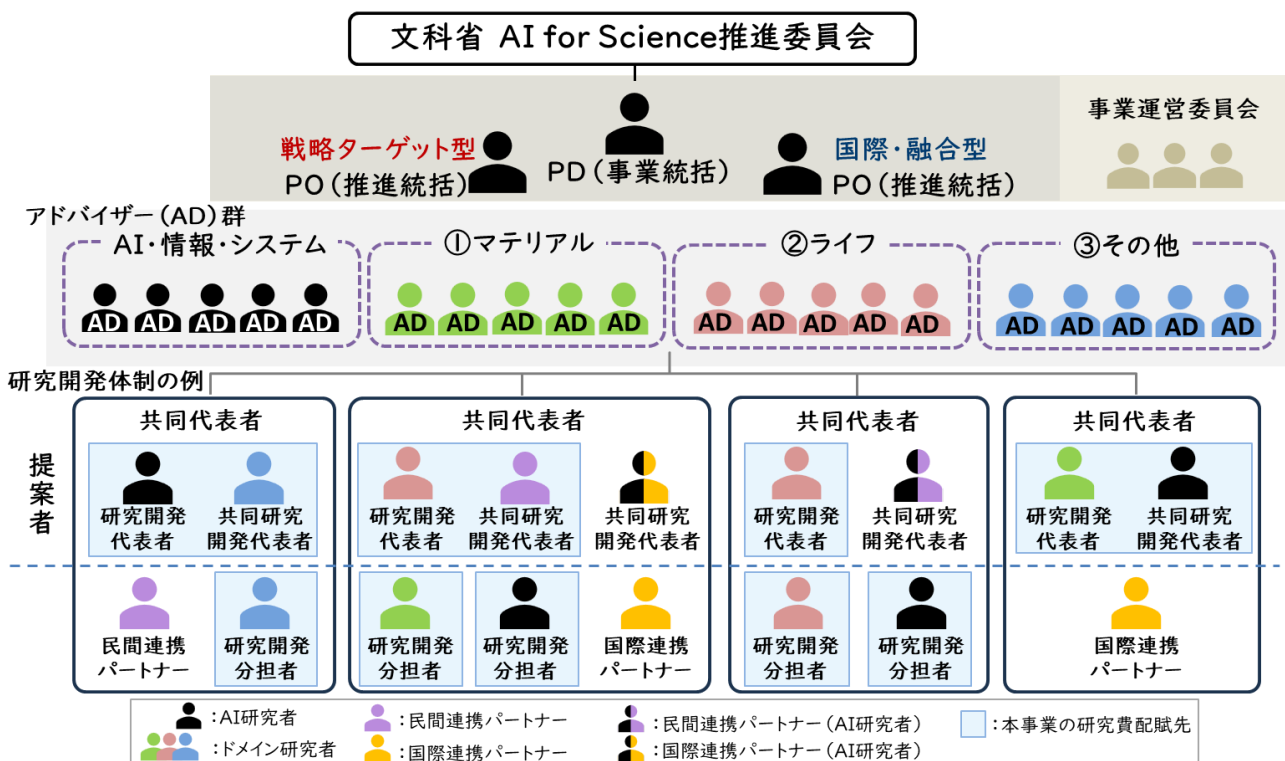 文科省 AI for Science推進委員会
事業運営委員会
戦略ターゲット型
PO(推進統括)
PD(事業統括)
国際・融合型
PO(推進統括)
アドバイザー(AD)群
AI・情報・システム
①マテリアル
②ライフ
③その他
AD AD AD AD AD
AD AD AD AD AD
AD AD AD AD AD
AD AD AD AD AD
研究開発体制の例
提案者
共同代表者
研究開発
代表者
共同研究
開発代表者
民間連携
パートナー
研究開発
分担者
共同代表者
研究開発
代表者
共同研究
開発代表者
共同研究
開発代表者
研究開発
分担者
研究開発
分担者
国際連携
パートナー
共同代表者
研究開発
代表者
共同研究
開発代表者
研究開発
分担者
研究開発
分担者
共同代表者
研究開発
代表者
共同研究
開発代表者
国際連携
パートナー
:AI研究者
:ドメイン研究者
:民間連携パートナー
:国際連携パートナー
:民間連携パートナー(AI研究者)
:国際連携パートナー(AI研究者)
:本事業の研究費配賦先